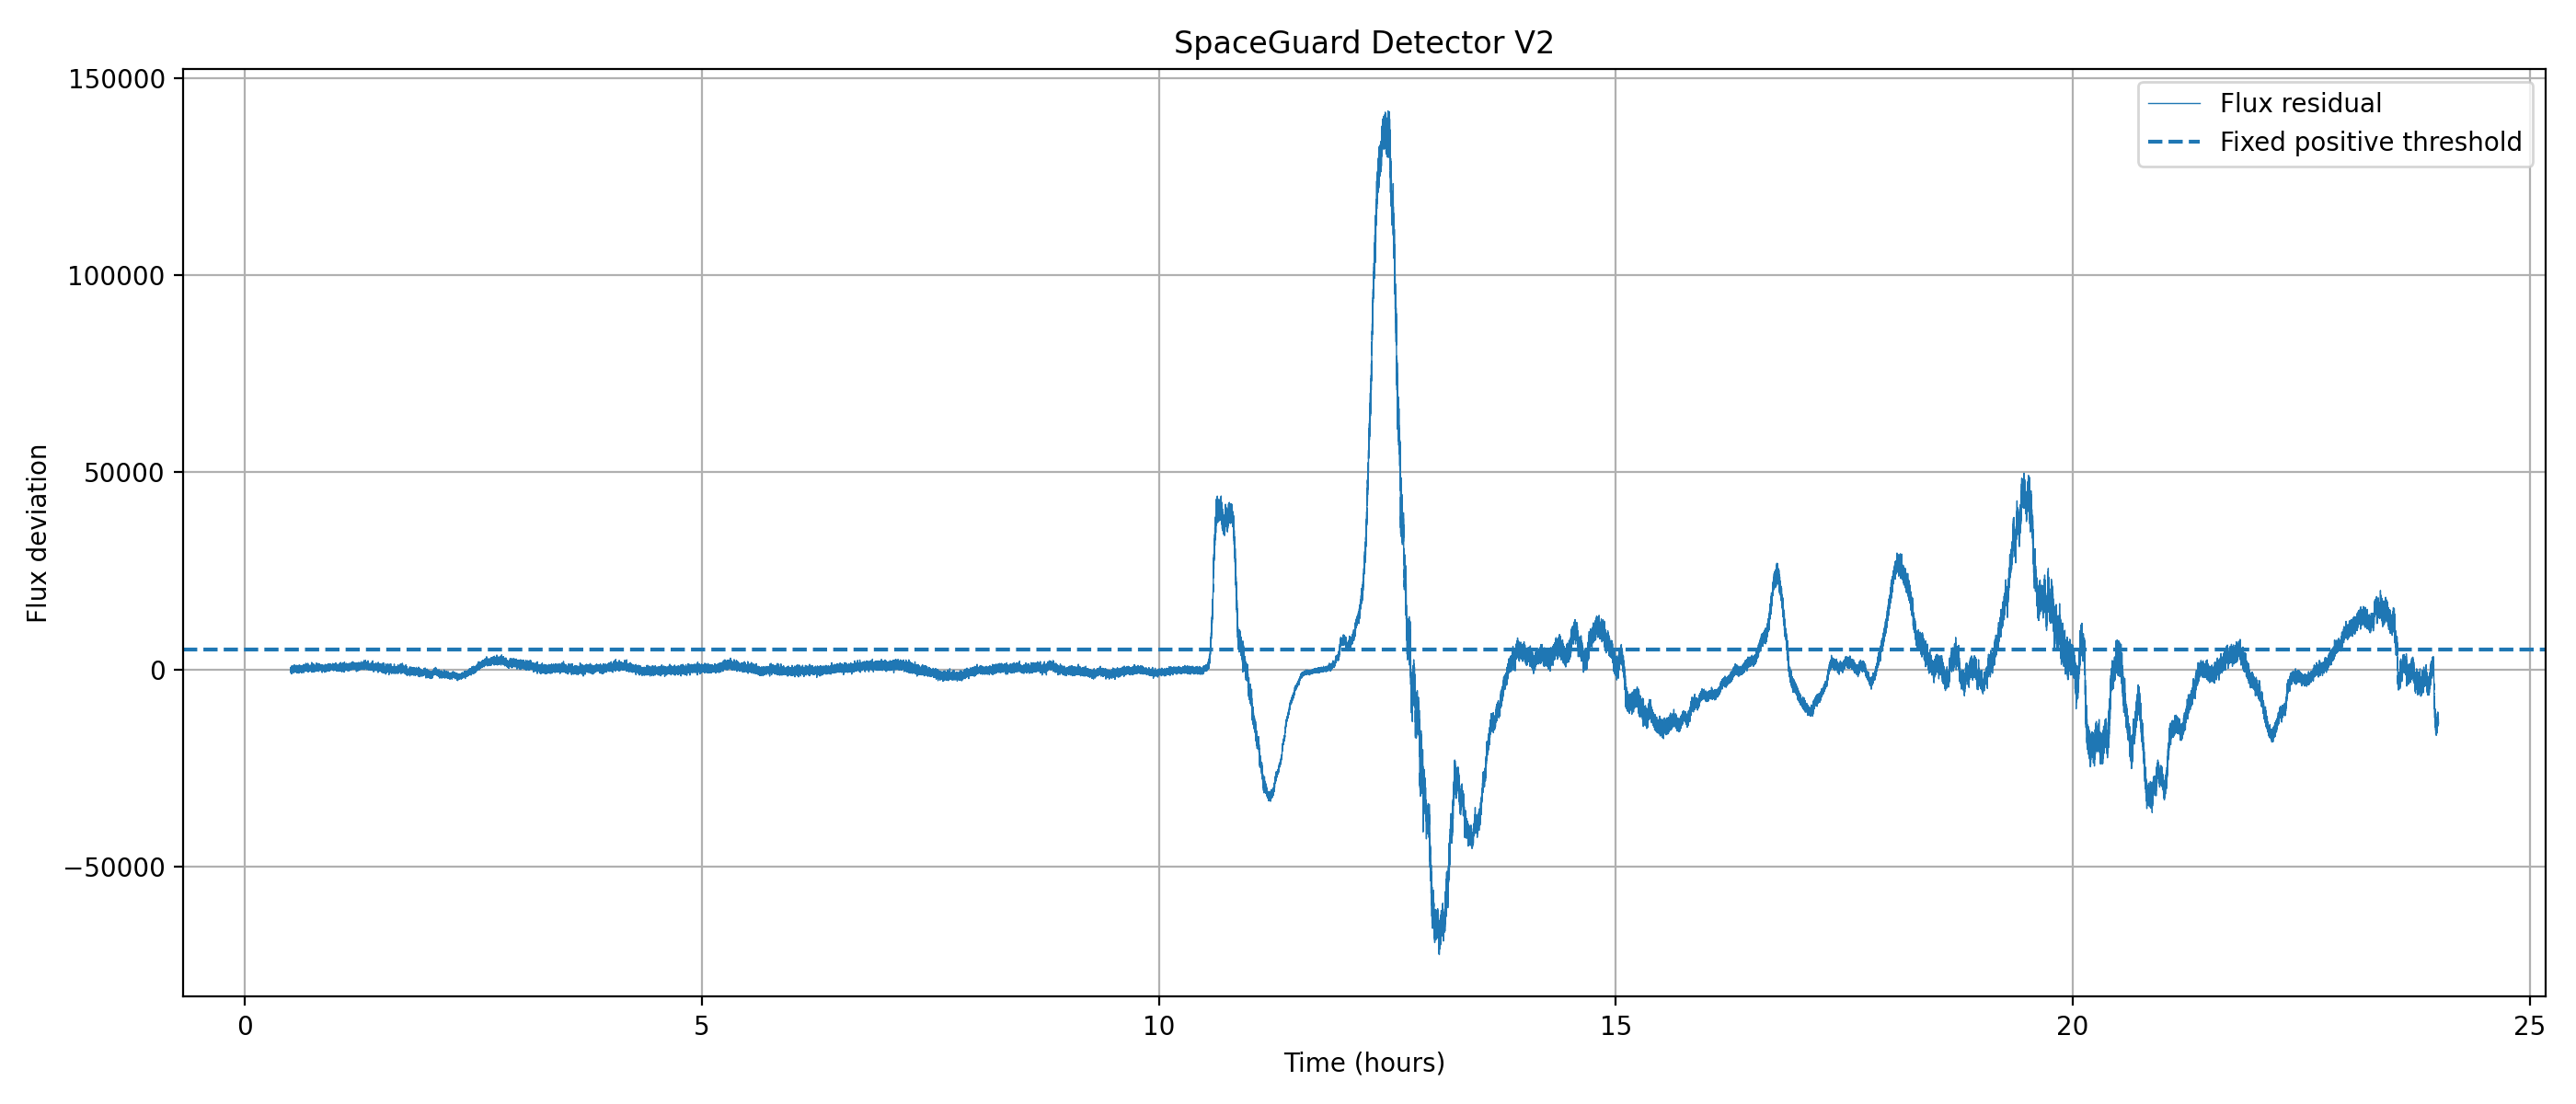 SpaceGuard Detector V2
150000
100000
50000
0
−50000
Flux deviation
Flux residual
Fixed positive threshold
0 5 10 15 20 25
Time (hours)